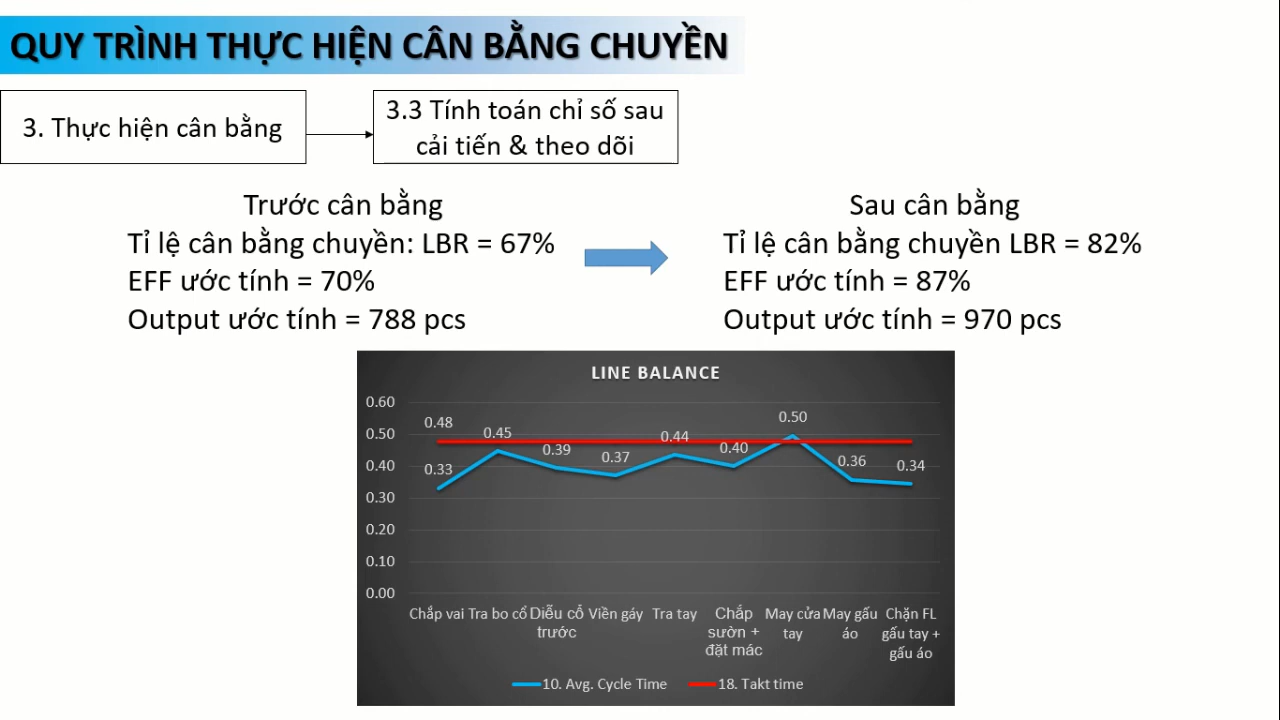 QUY TRÌNH THỰC HIỆN CÂN BẰNG CHUYỀN
3. Thực hiện cân bằng
3.3 Tính toán chỉ số sau
cải tiến & theo dõi
Trước cân bằng
Tỉ lệ cân bằng chuyền: LBR = 67%
EFF ước tính = 70%
Output ước tính = 788 pcs
Sau cân bằng
Tỉ lệ cân bằng chuyền LBR = 82%
EFF ước tính = 87%
Output ước tính = 970 pcs
LINE BALANCE
0.60
0.50
0.40
0.30
0.20
0.10
0.00
0.48
0.33
0.45
0.39
0.37
0.44
0.40
0.50
0.36
0.34
Chắp vai
Tra bo cổ
Diễu cổ
trước
Viền gáy
Tra tay
Chắp
sườn +
đặt mác
May cửa
tay
May gấu
áo
Chặn FL
gấu tay +
gấu áo
10. Avg. Cycle Time
18. Takt time